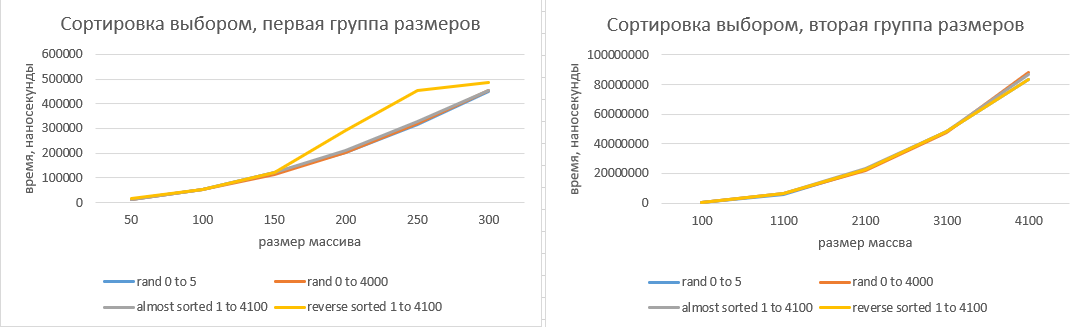 Сортировка выбором, первая группа размеров
600000
500000
400000
300000
200000
100000
0
время, наносекунды
50 100 150 200 250 300
размер массива
rand 0 to 5 rand 0 to 4000
almost sorted 1 to 4100 reverse sorted 1 to 4100
Сортировка выбором, вторая группа размеров
100000000
80000000
60000000
40000000
20000000
0
время, наносекунды
100 1100 2100 3100 4100
размер массва
rand 0 to 5 rand 0 to 4000
almost sorted 1 to 4100 reverse sorted 1 to 4100